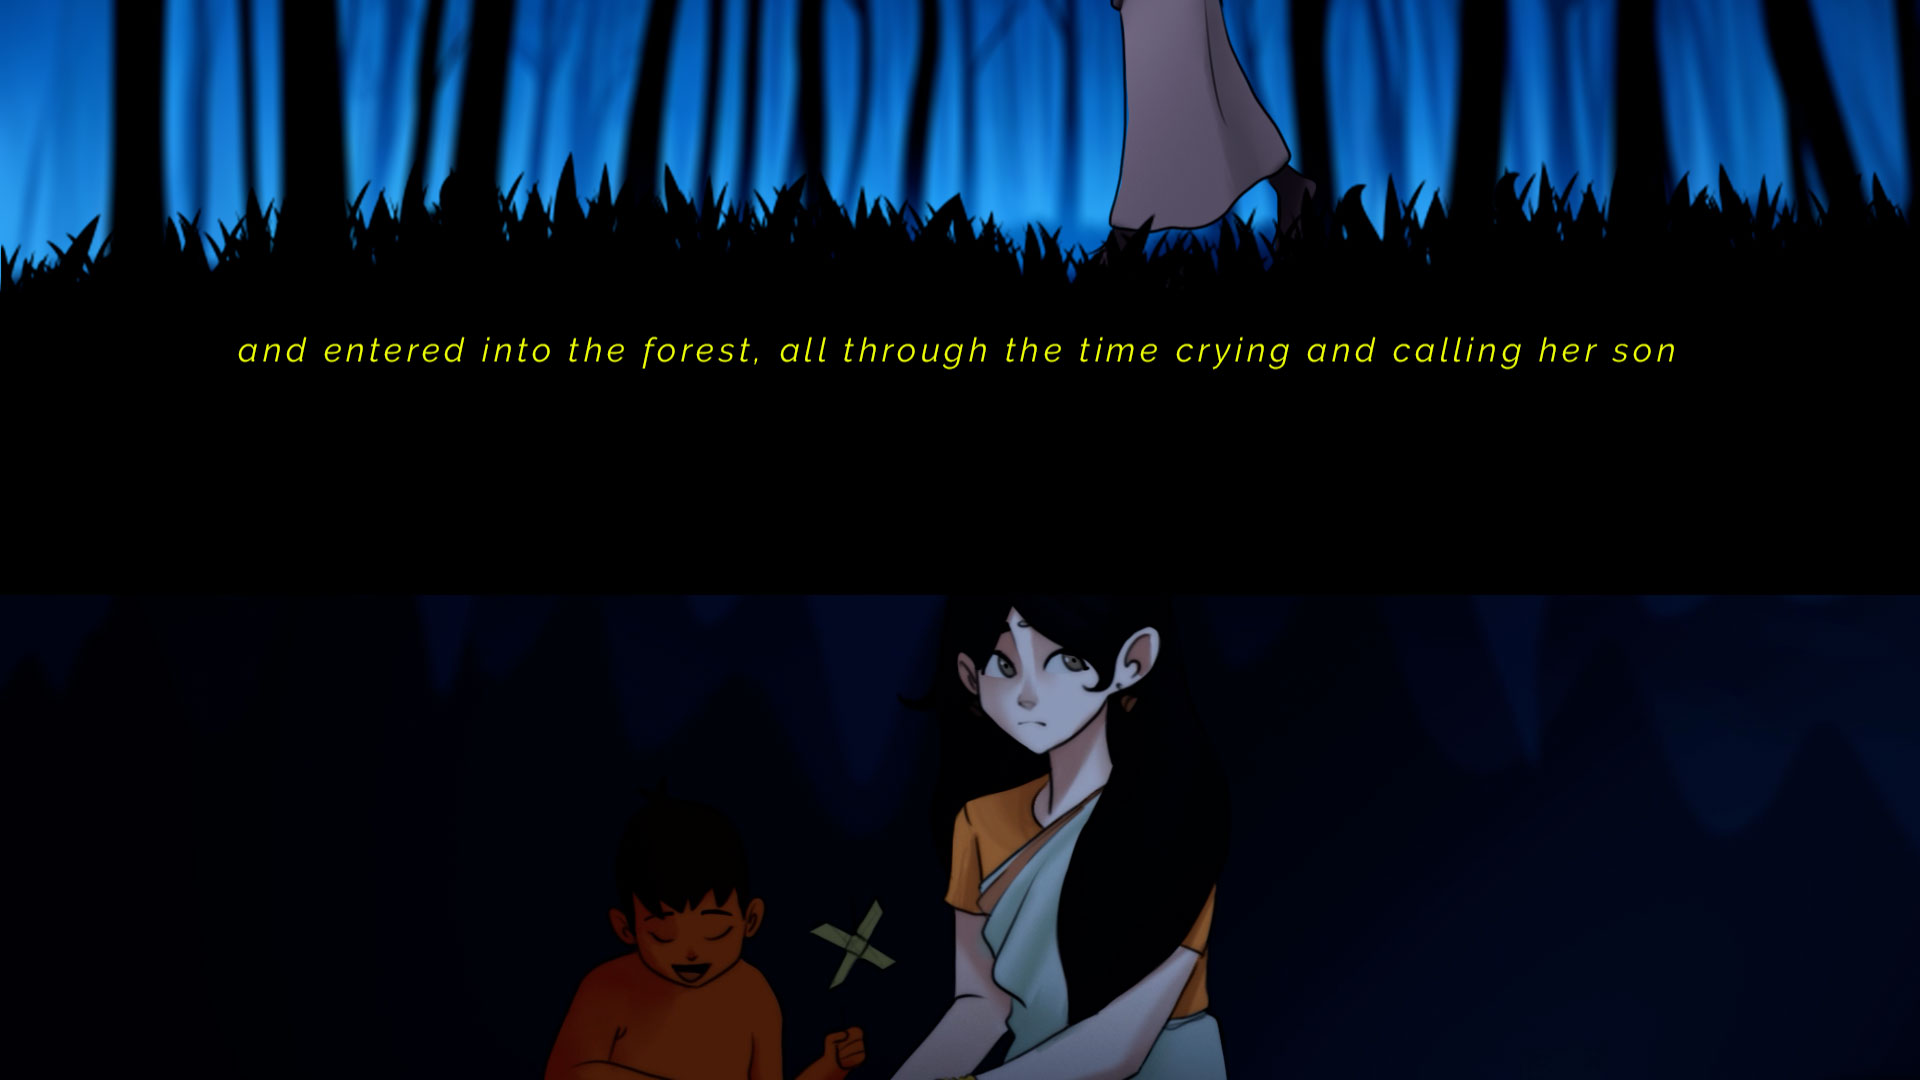 and entered into the forest, all through the time crying and calling her son